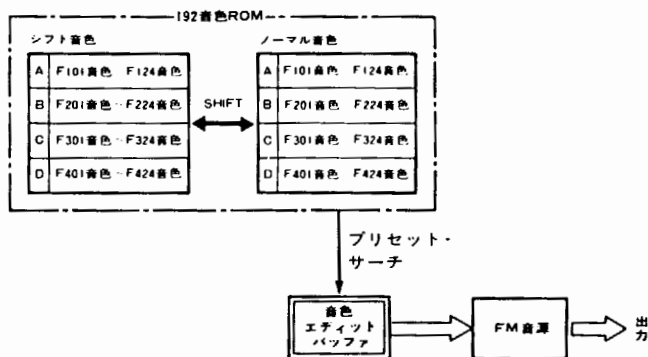 192音色ROM
シフト音色
A F101音色 F124音色
B F201音色‥F224音色
C F301音色‥F324音色
D F401音色‥F424音色
SHIFT
ノーマル音色
A F101音色 F124音色
B F201音色 F224音色
C F301音色 F324音色
D F401音色 F424音色
プリセット・
サーチ
音色
エディット
バッファ
FM音源
出力